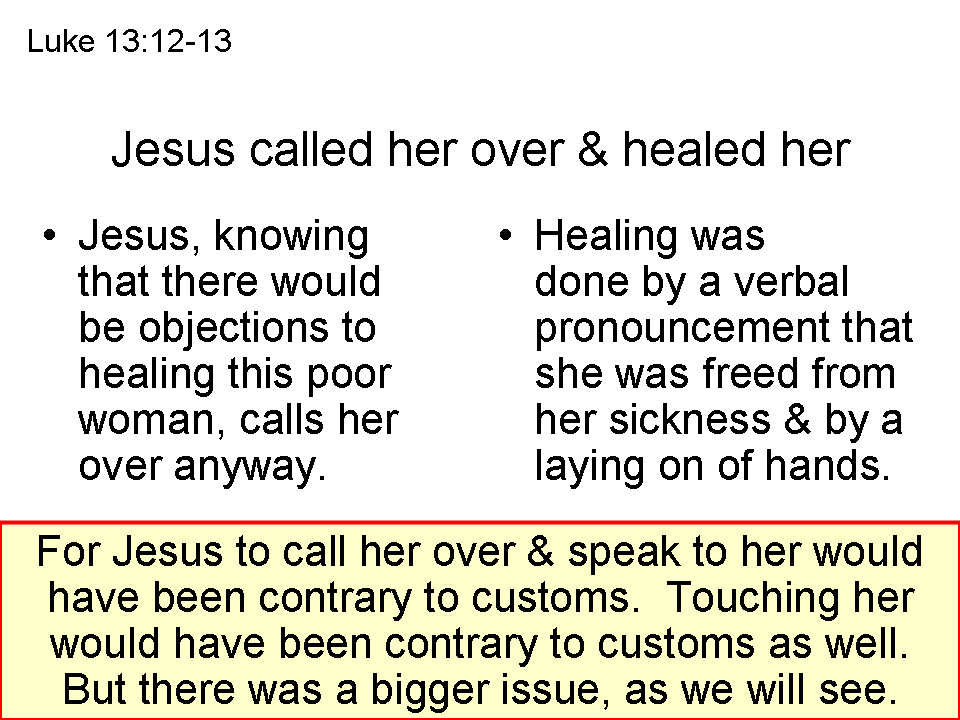 Luke 13:12-13
Jesus called her over & healed her
• Jesus, knowing
that there would
be objections to
healing this poor
woman, calls her
over anyway.
• Healing was
done by a verbal
pronouncement that
she was freed from
her sickness & by a
laying on of hands.
For Jesus to call her over & speak to her would
have been contrary to customs.  Touching her
would have been contrary to customs as well.
But there was a bigger issue, as we will see.